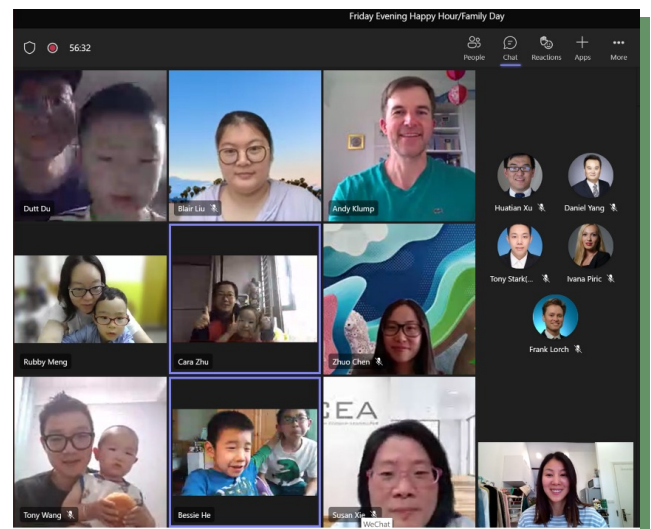 Friday Evening Happy Hour/Family Day
56:32
People
Chat
Reactions
Apps
More
Dutt Du
Blair Liu
Andy Klump
Huatian Xu
Daniel Yang
Tony Stark(...
Ivana Piric
Frank Lorch
Rubby Meng
Cara Zhu
Zhuo Chen
CEA
Tony Wang
Bessie He
Susan Xie
WeChat